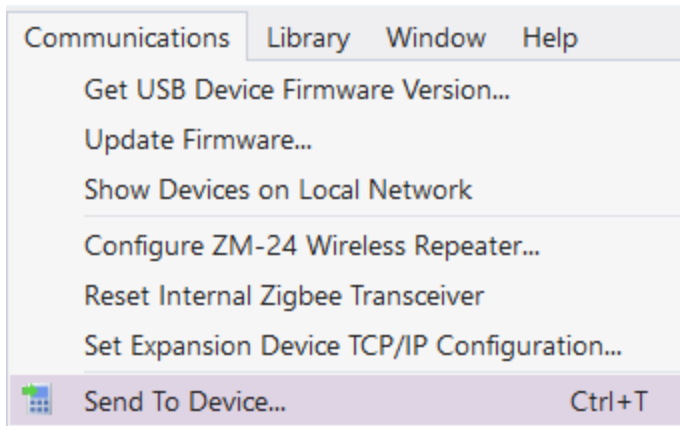 Communications Library Window Help
Get USB Device Firmware Version...
Update Firmware...
Show Devices on Local Network
Configure ZM-24 Wireless Repeater...
Reset Internal Zigbee Transceiver
Set Expansion Device TCP/IP Configuration...
Send To Device... Ctrl+T